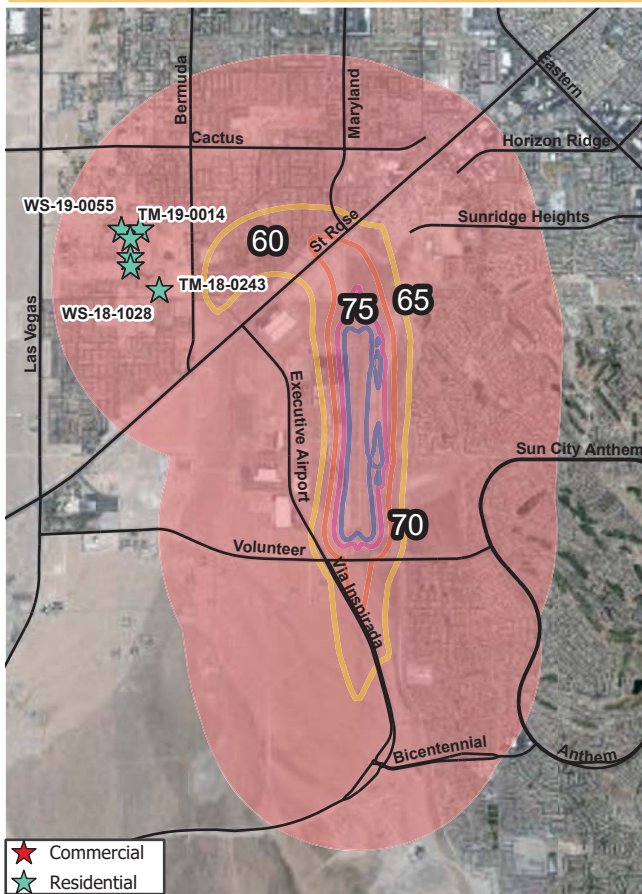 Bermuda
Maryland
Eastern
Cactus
Horizon Ridge
WS-19-0055
TM-19-0014
Sunridge Heights
60
St Rose
TM-18-0243
65
75
WS-18-1028
Las Vegas
Executive Airport
Sun City Anthem
70
Volunteer
Via Inspirada
Bicentennial
Anthem
Commercial
Residential